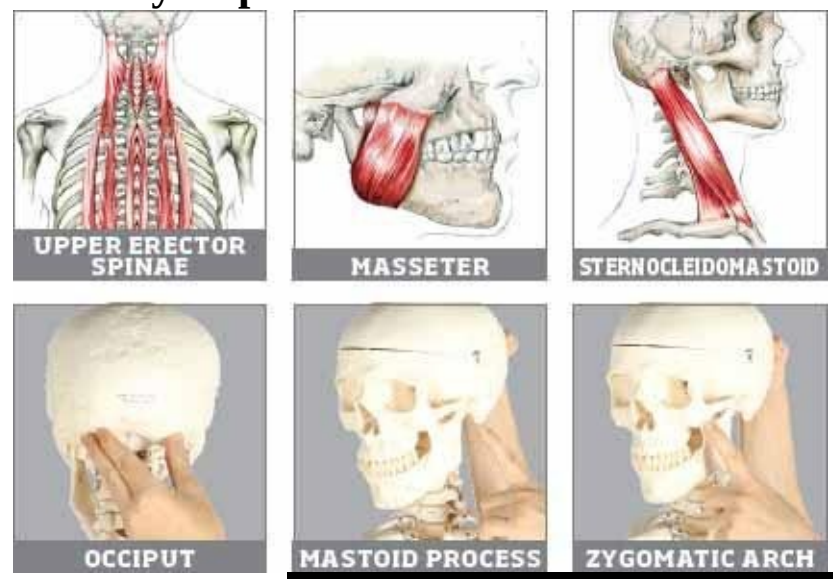 UPPER ERECTOR
SPINAE
MASSETER
STERNOCLEIDOMASTOID
OCCIPUT
MASTOID PROCESS
ZYGOMATIC ARCH